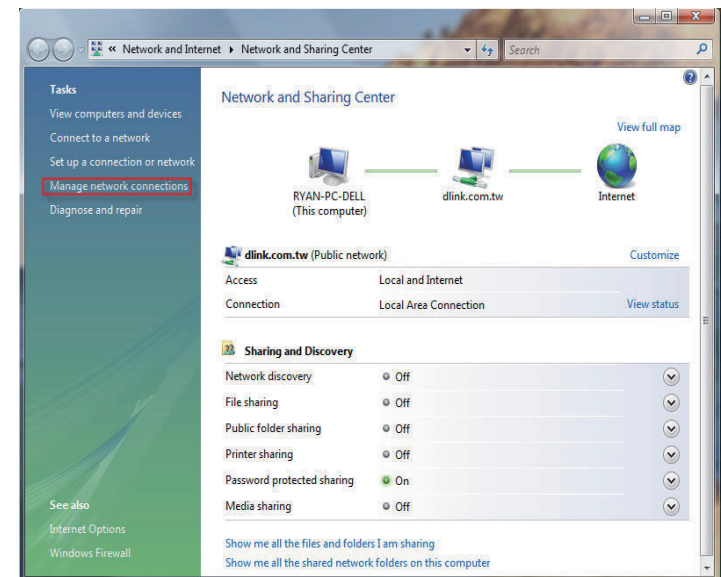 « Network and Internet ▸ Network and Sharing Center
Search
Tasks
View computers and devices
Connect to a network
Set up a connection or network
Manage network connections
Diagnose and repair
See also
Internet Options
Windows Firewall
Network and Sharing Center
View full map
RYAN-PC-DELL
(This computer)
dlink.com.tw
Internet
dlink.com.tw (Public network) Customize
Access Local and Internet
Connection Local Area Connection View status
Sharing and Discovery
Network discovery Off
File sharing Off
Public folder sharing Off
Printer sharing Off
Password protected sharing On
Media sharing Off
Show me all the files and folders I am sharing
Show me all the shared network folders on this computer